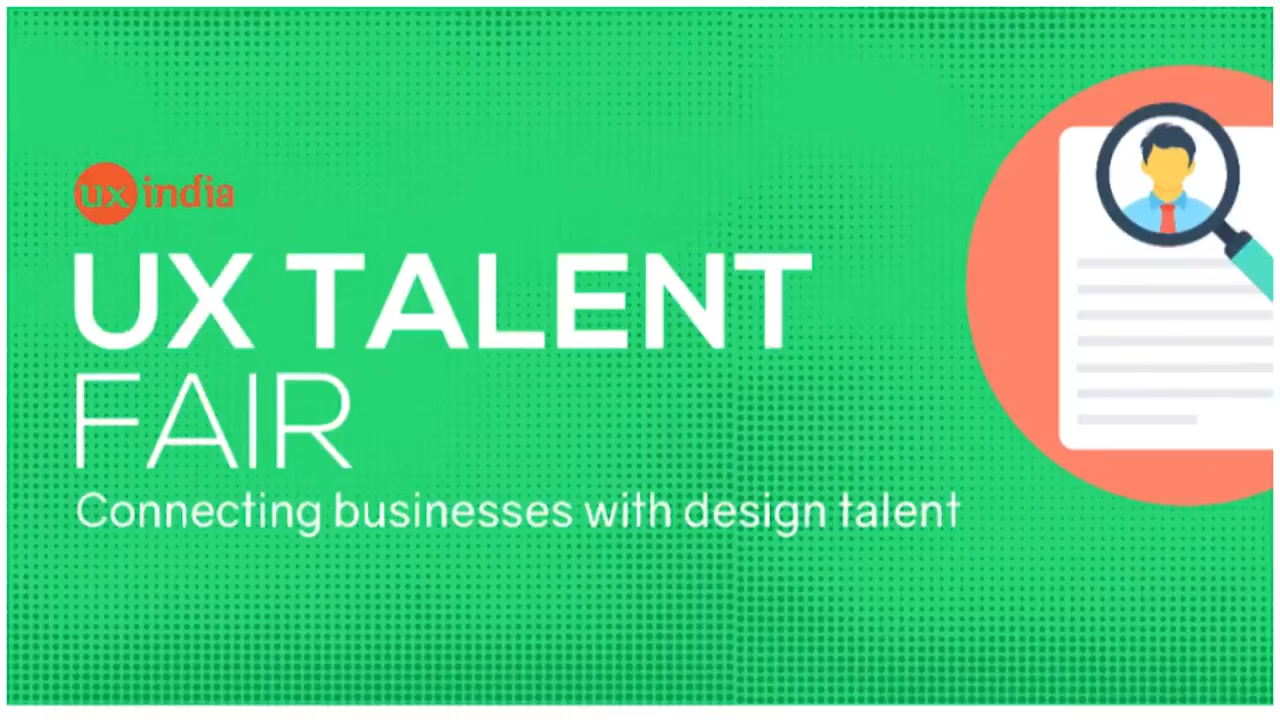 ux india
UX TALENT
FAIR
Connecting businesses with design talent